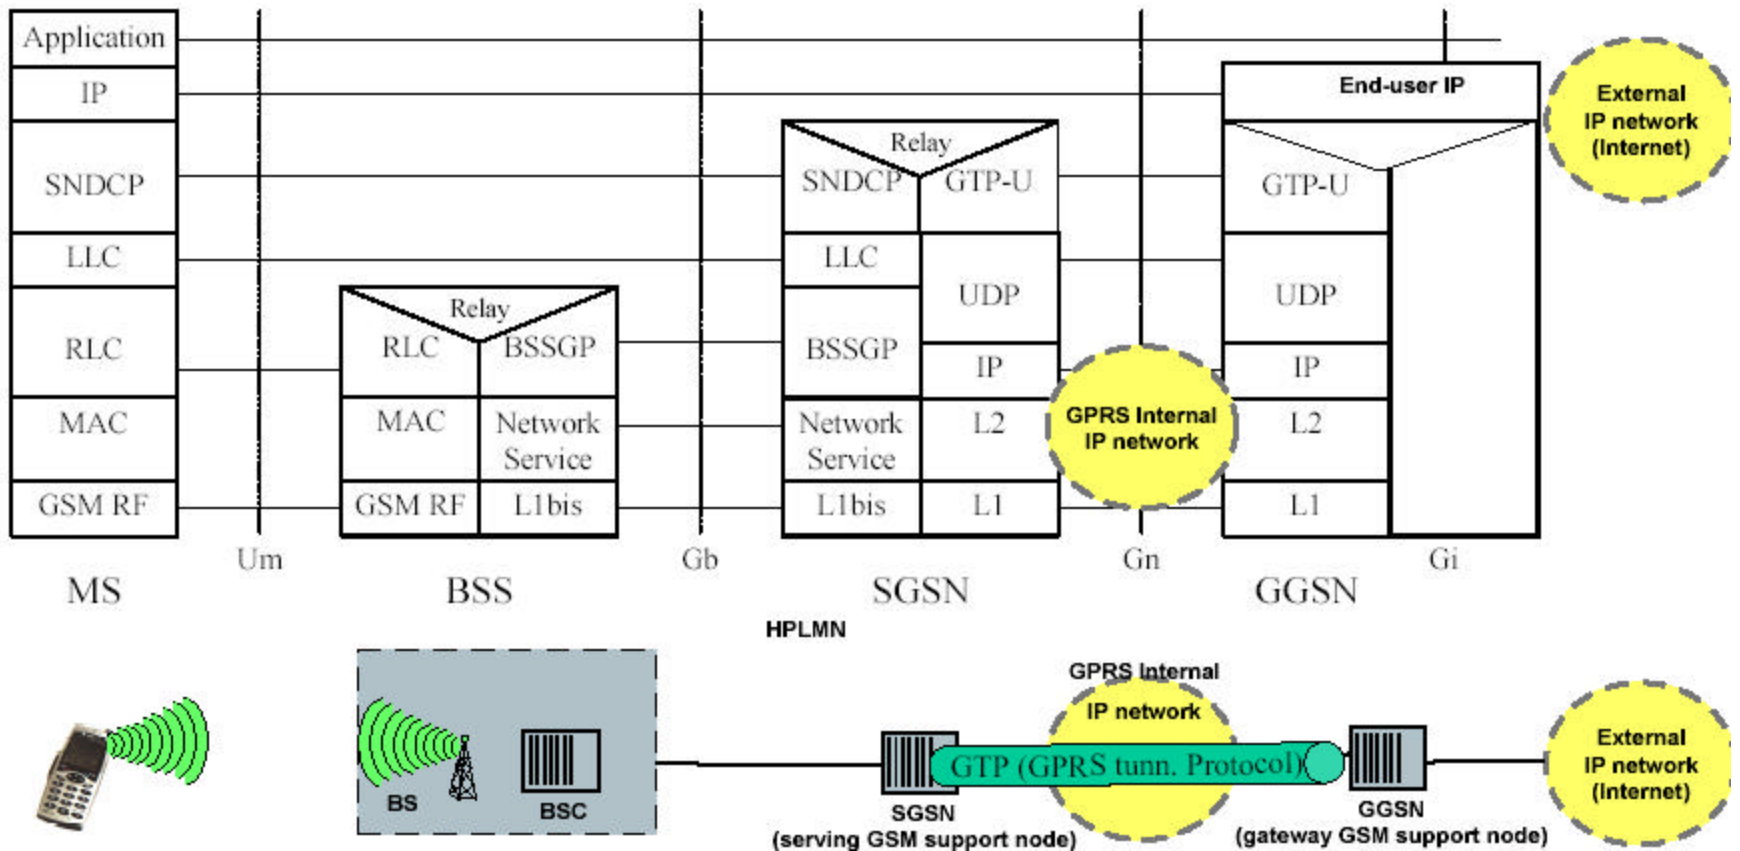 Application
IP
SNDCP
LLC
RLC
MAC
GSM RF
MS
Um
Relay
RLC
BSSGP
MAC
Network
Service
GSM RF
L1bis
BSS
Gb
Relay
SNDCP
GTP-U
LLC
UDP
BSSGP
IP
Network
Service
L2
L1bis
L1
SGSN
GPRS Internal
IP network
Gn
End-user IP
GTP-U
UDP
IP
L2
L1
GGSN
Gi
External
IP network
(Internet)
HPLMN
BS
BSC
SGSN
(serving GSM support node)
GPRS Internal
IP network
GTP (GPRS tunn. Protocol)
GGSN
(gateway GSM support node)
External
IP network
(Internet)